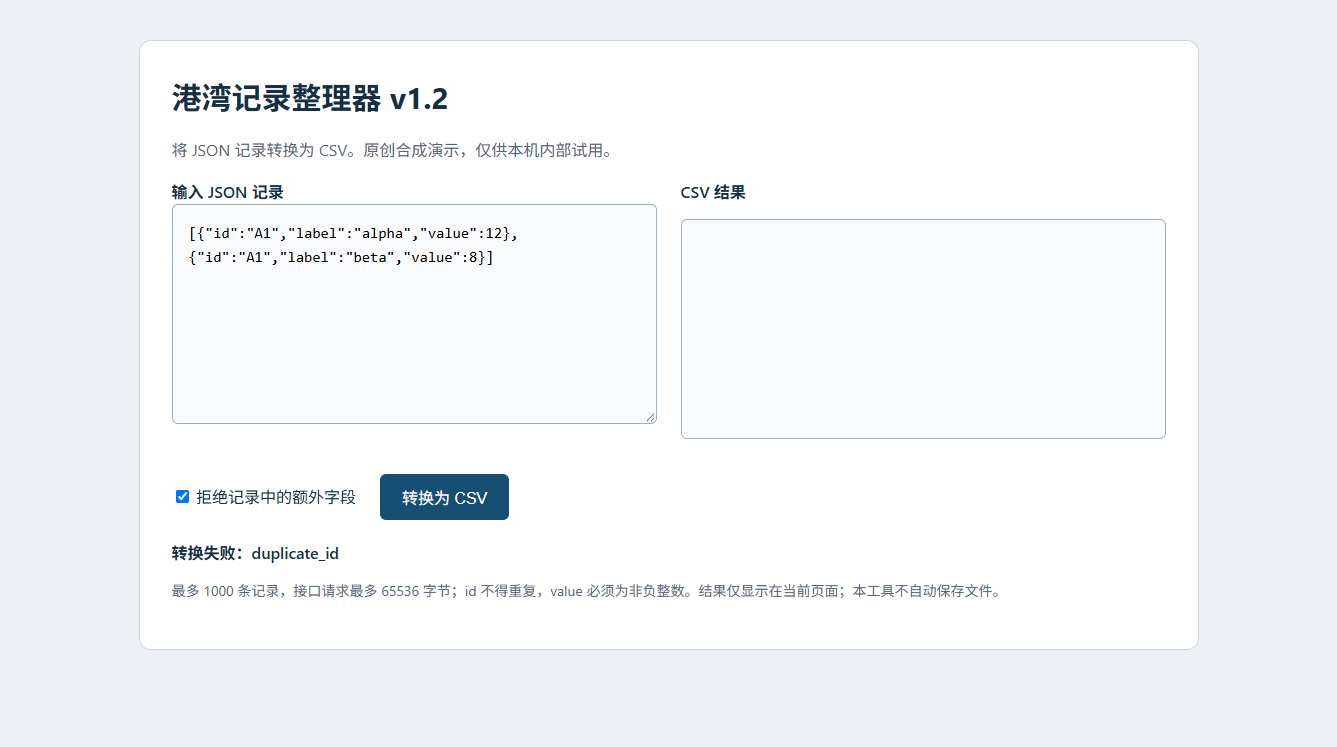 港湾记录整理器 v1.2
将 JSON 记录转换为 CSV。原创合成演示，仅供本机内部试用。
输入 JSON 记录
CSV 结果
[{"id":"A1","label":"alpha","value":12},
{"id":"A1","label":"beta","value":8}]
拒绝记录中的额外字段
转换为 CSV
转换失败：duplicate_id
最多 1000 条记录，接口请求最多 65536 字节；id 不得重复，value 必须为非负整数。结果仅显示在当前页面；本工具不自动保存文件。